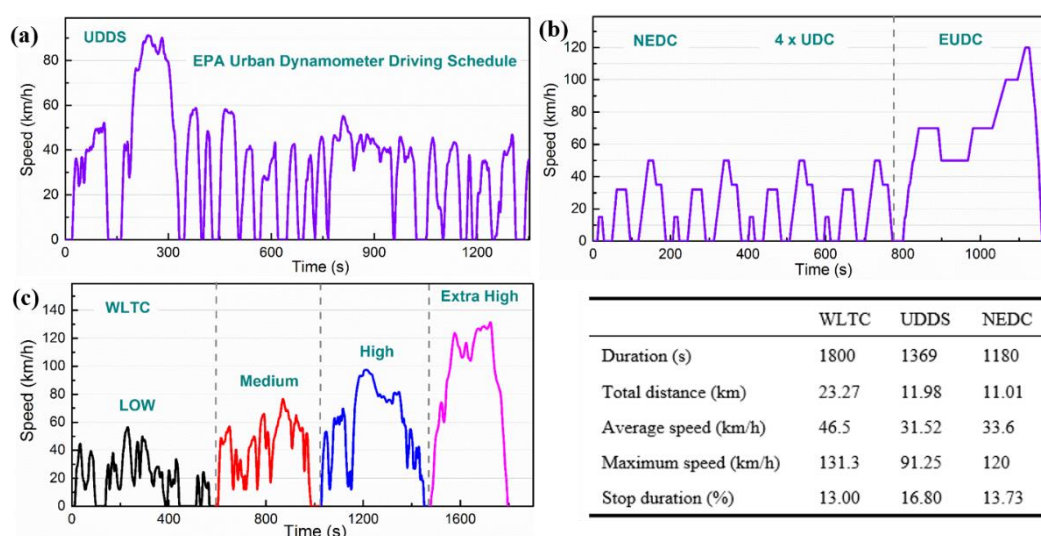 (a)
UDDS
EPA Urban Dynamometer Driving Schedule
Speed (km/h)
100
80
60
40
20
0
0 300 600 900 1200
Time (s)
(b)
NEDC 4 x UDC EUDC
Speed (km/h)
120
100
80
60
40
20
0
0 200 400 600 800 1000
Time (s)
(c)
WLTC
LOW
Medium
High
Extra High
Speed (km/h)
140
120
100
80
60
40
20
0
0 400 800 1200 1600
Time (s)
WLTC UDDS NEDC
Duration (s) 1800 1369 1180
Total distance (km) 23.27 11.98 11.01
Average speed (km/h) 46.5 31.52 33.6
Maximum speed (km/h) 131.3 91.25 120
Stop duration (%) 13.00 16.80 13.73